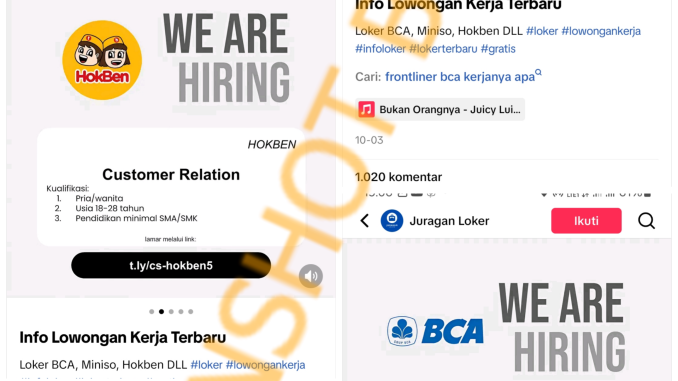 HokBen
WE ARE
HIRING
HOKBEN
Customer Relation
Kualifikasi:
1. Pria/wanita
2. Usia 18-28 tahun
3. Pendidikan minimal SMA/SMK
lamar melalui link:
t.ly/cs-hokben5
Info Lowongan Kerja Terbaru
Loker BCA, Miniso, Hokben DLL #loker #lowongankerja
Info Lowongan Kerja Terbaru
Loker BCA, Miniso, Hokben DLL #loker #lowongankerja
#infoloker #lokerterbaru #gratis
Cari: frontliner bca kerjanya apa
Bukan Orangnya - Juicy Lui...
10-03
1.020 komentar
Juragan Loker
Ikuti
BCA
WE ARE
HIRING